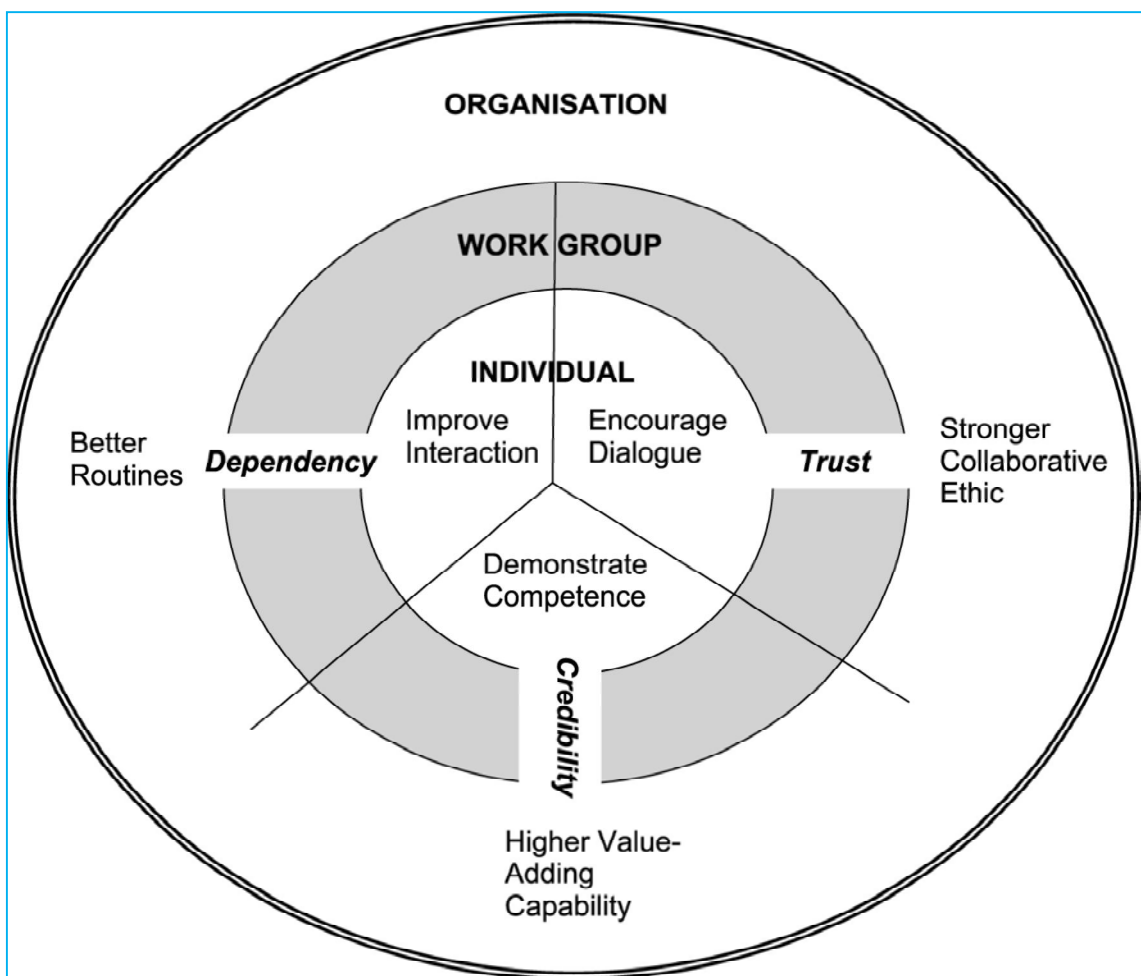 ORGANISATION
WORK GROUP
INDIVIDUAL
Improve
Interaction
Encourage
Dialogue
Better
Routines
Dependency
Trust
Stronger
Collaborative
Ethic
Demonstrate
Competence
Credibility
Higher Value-
Adding
Capability